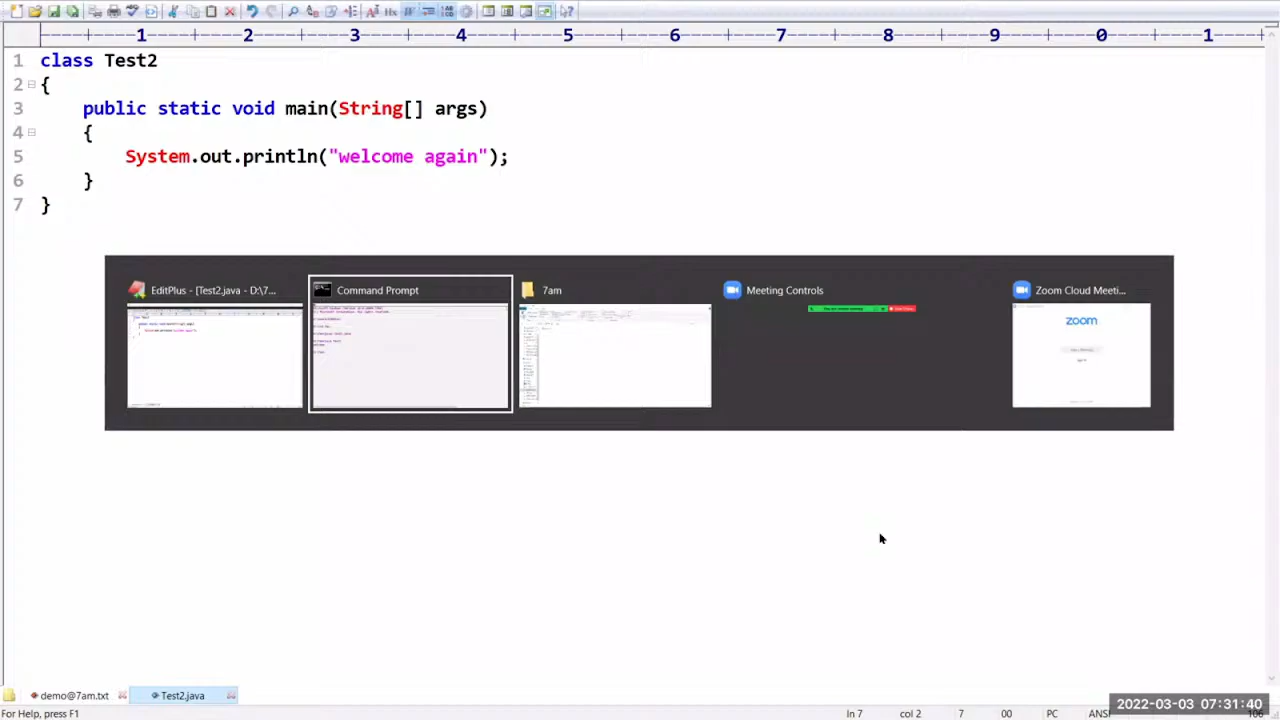 ----+----1----+----2----+----3----+----4----+----5----+----6----+----7----+----8----+----9----+----0----+----1----+
1 class Test2
2 {
3 public static void main(String[] args)
4 {
5 System.out.println("welcome again");
6 }
7 }
EditPlus - [Test2.java - D:\7...
Command Prompt
7am
Meeting Controls
Zoom Cloud Meeti...
zoom
demo@7am.txt
Test2.java
For Help, press F1
ln 7
col 2
7
00
PC
ANSI
2022-03-03 07:31:40